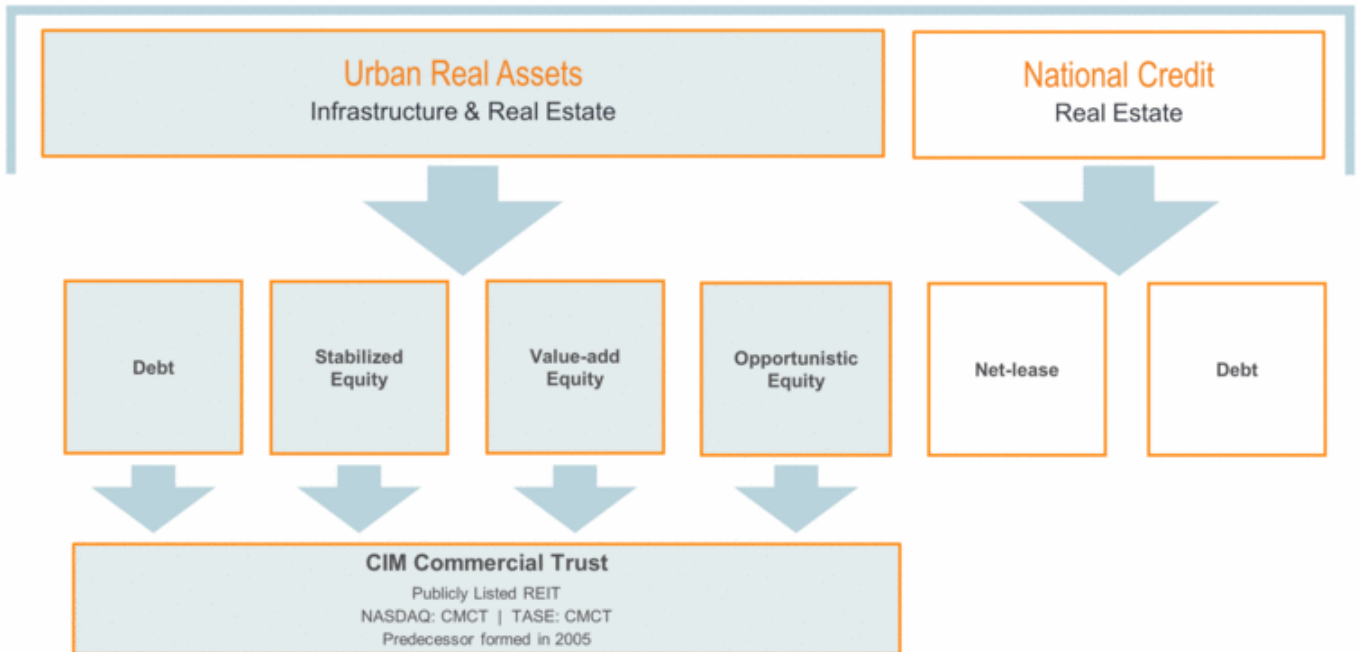 Urban Real Assets
Infrastructure & Real Estate
National Credit
Real Estate
Debt
Stabilized
Equity
Value-add
Equity
Opportunistic
Equity
Net-lease
Debt
CIM Commercial Trust
Publicly Listed REIT
NASDAQ: CMCT | TASE: CMCT
Predecessor formed in 2005